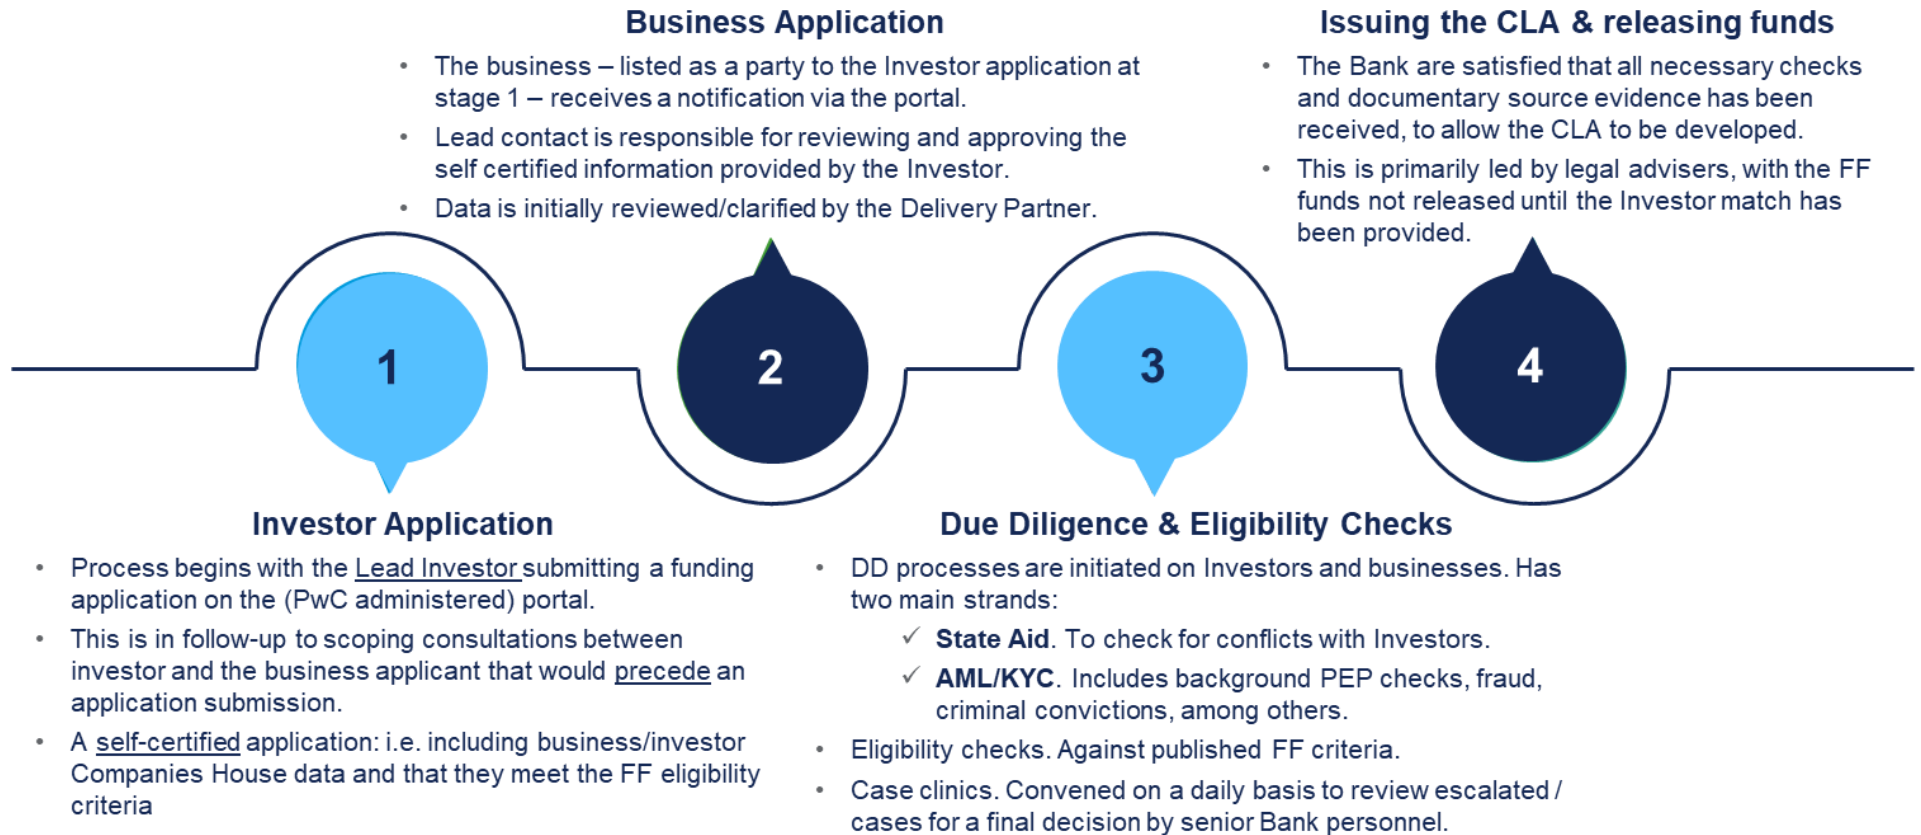 Business Application
• The business – listed as a party to the Investor application at
stage 1 – receives a notification via the portal.
• Lead contact is responsible for reviewing and approving the
self certified information provided by the Investor.
• Data is initially reviewed/clarified by the Delivery Partner.
Issuing the CLA & releasing funds
• The Bank are satisfied that all necessary checks
and documentary source evidence has been
received, to allow the CLA to be developed.
• This is primarily led by legal advisers, with the FF
funds not released until the Investor match has
been provided.
1
2
3
4
Investor Application
• Process begins with the Lead Investor submitting a funding
application on the (PwC administered) portal.
• This is in follow-up to scoping consultations between
investor and the business applicant that would precede an
application submission.
• A self-certified application: i.e. including business/investor
Companies House data and that they meet the FF eligibility
criteria
Due Diligence & Eligibility Checks
• DD processes are initiated on Investors and businesses. Has
two main strands:
✓ State Aid. To check for conflicts with Investors.
✓ AML/KYC. Includes background PEP checks, fraud,
criminal convictions, among others.
• Eligibility checks. Against published FF criteria.
• Case clinics. Convened on a daily basis to review escalated /
cases for a final decision by senior Bank personnel.